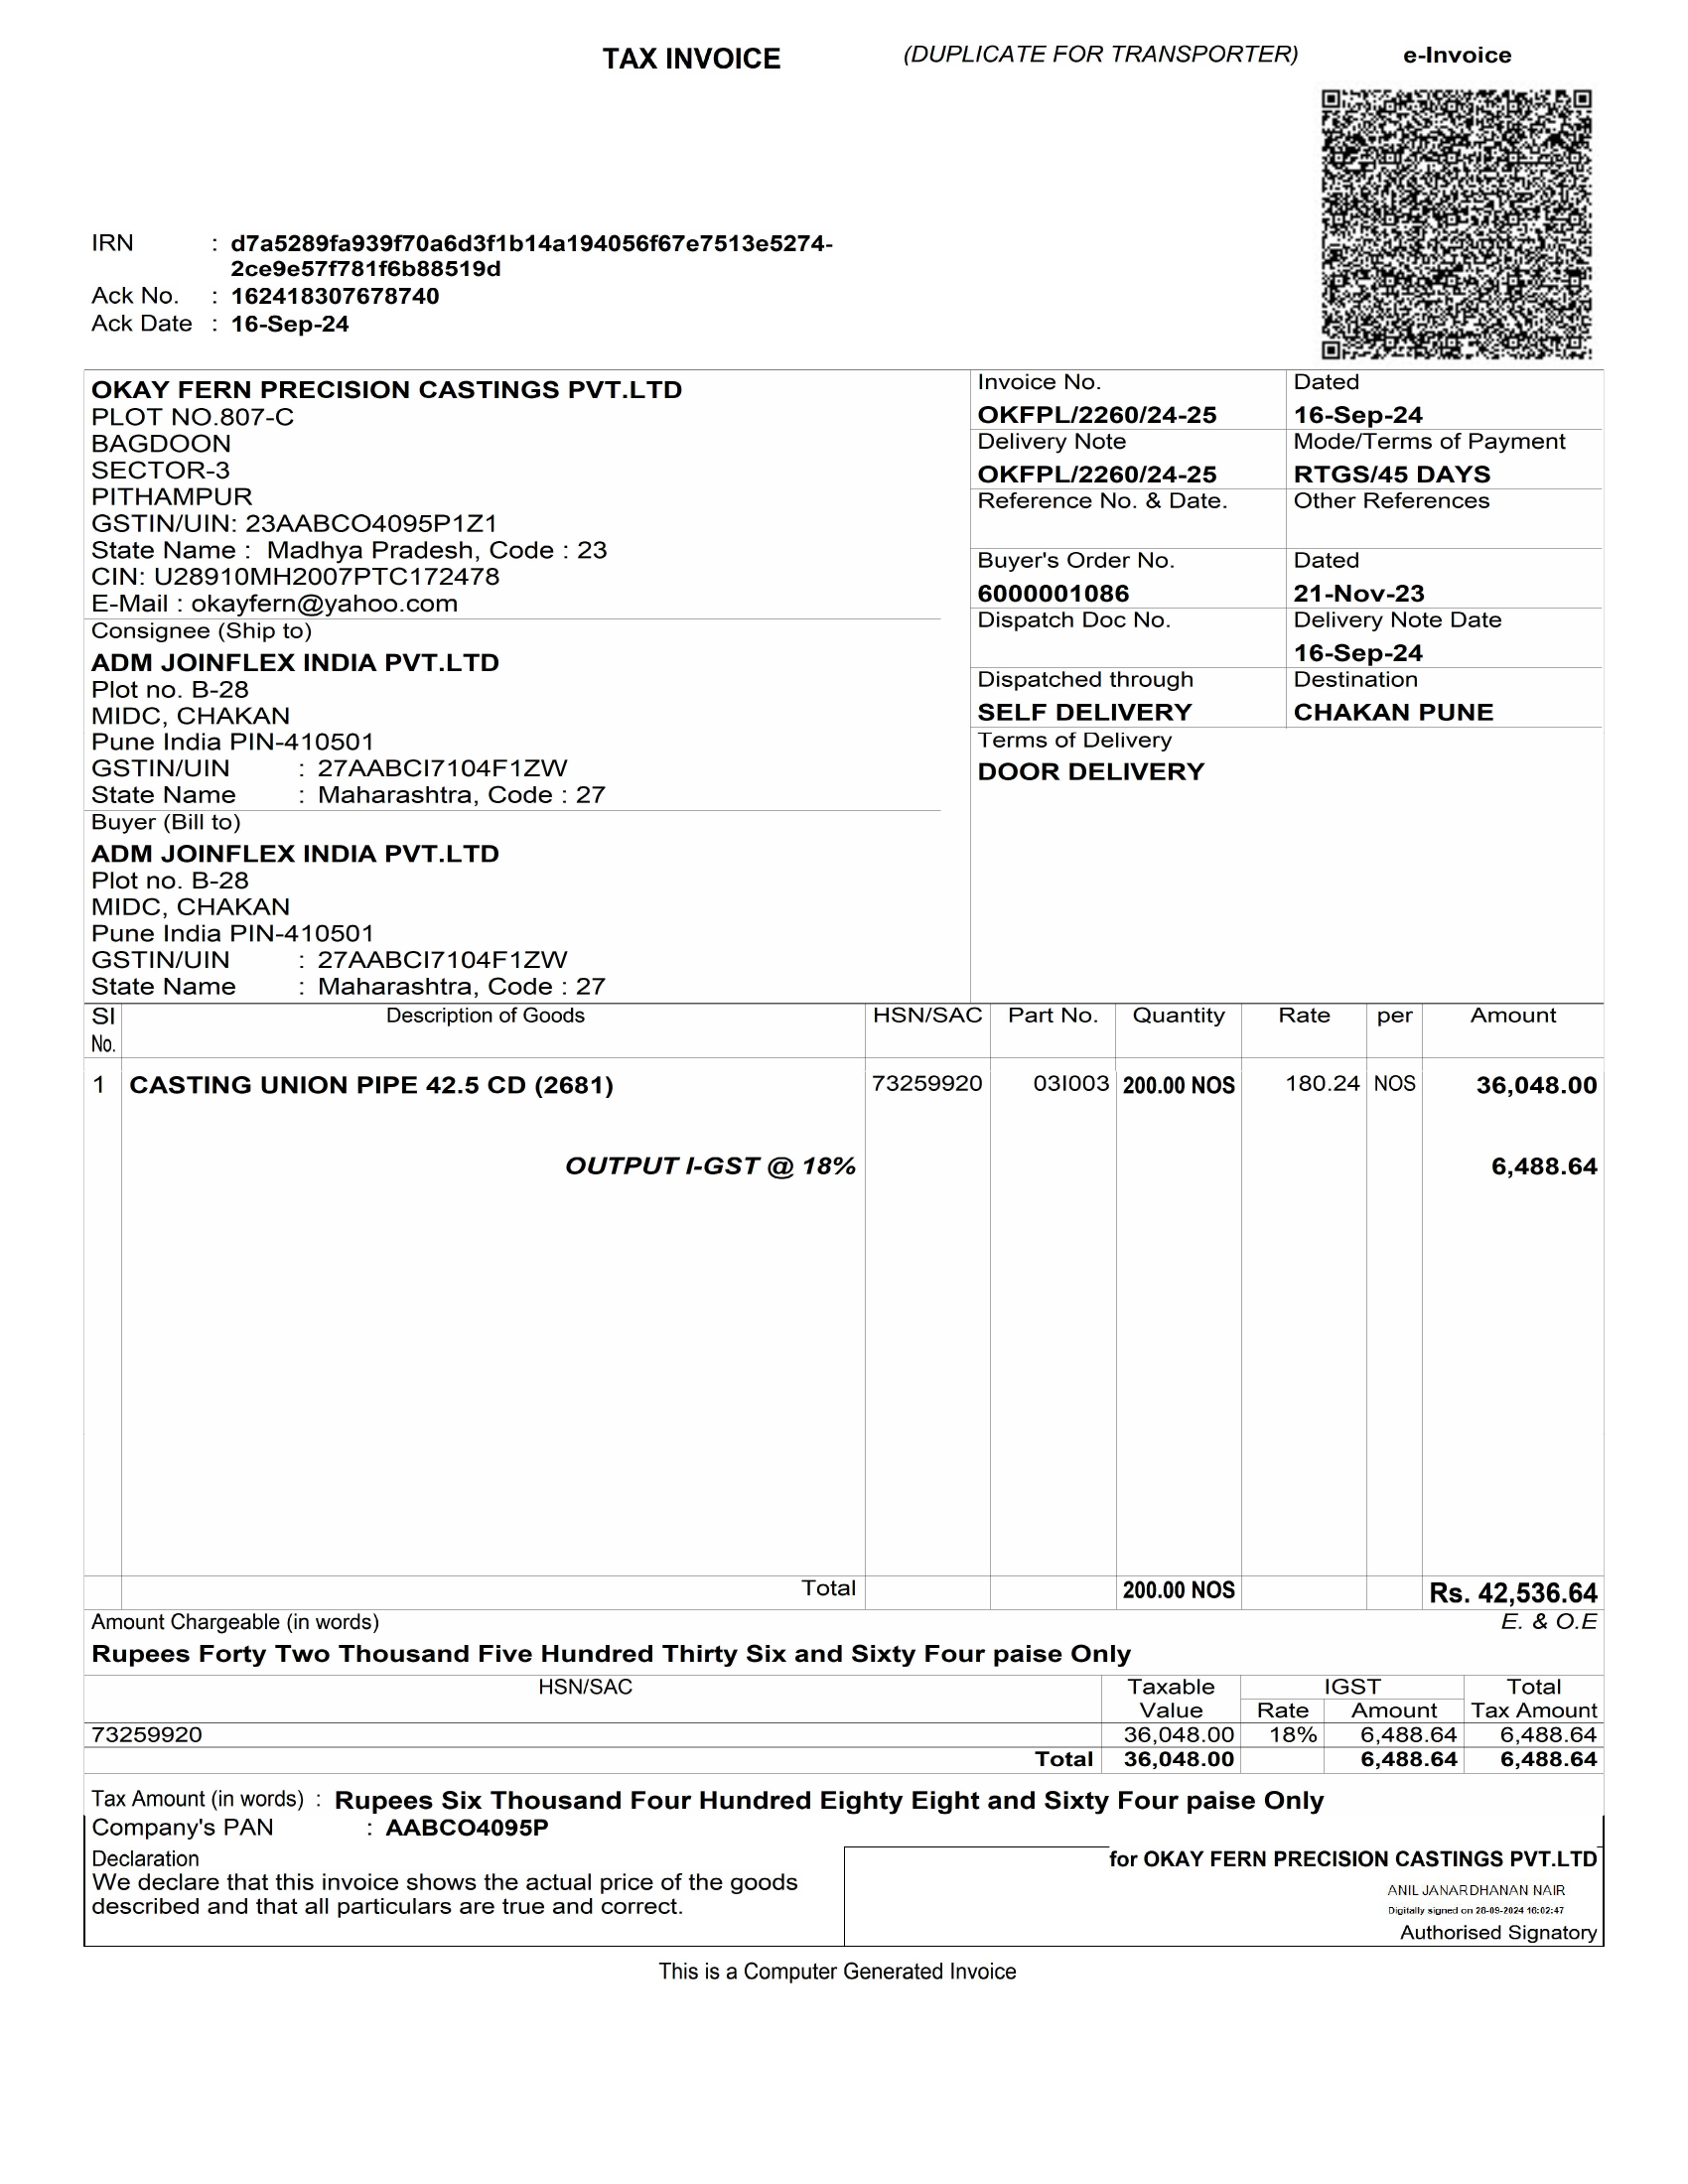 TAX INVOICE (DUPLICATE FOR TRANSPORTER) e-Invoice
IRN : d7a5289fa939f70a6d3f1b14a194056f67e7513e5274-
2ce9e57f781f6b88519d
Ack No. : 162418307678740
Ack Date : 16-Sep-24
OKAY FERN PRECISION CASTINGS PVT.LTD
PLOT NO.807-C
BAGDOON
SECTOR-3
PITHAMPUR
GSTIN/UIN: 23AABCO4095P1Z1
State Name : Madhya Pradesh, Code : 23
CIN: U28910MH2007PTC172478
E-Mail : okayfern@yahoo.com
Consignee (Ship to)
ADM JOINFLEX INDIA PVT.LTD
Plot no. B-28
MIDC, CHAKAN
Pune India PIN-410501
GSTIN/UIN : 27AABCI7104F1ZW
State Name : Maharashtra, Code : 27
Buyer (Bill to)
ADM JOINFLEX INDIA PVT.LTD
Plot no. B-28
MIDC, CHAKAN
Pune India PIN-410501
GSTIN/UIN : 27AABCI7104F1ZW
State Name : Maharashtra, Code : 27
Invoice No. Dated
OKFPL/2260/24-25 16-Sep-24
Delivery Note Mode/Terms of Payment
OKFPL/2260/24-25 RTGS/45 DAYS
Reference No. & Date. Other References
Buyer's Order No. Dated
6000001086 21-Nov-23
Dispatch Doc No. Delivery Note Date
16-Sep-24
Dispatched through Destination
SELF DELIVERY CHAKAN PUNE
Terms of Delivery
DOOR DELIVERY
SI Description of Goods HSN/SAC Part No. Quantity Rate per Amount
No.
1 CASTING UNION PIPE 42.5 CD (2681) 73259920 03I003 200.00 NOS 180.24 NOS 36,048.00
OUTPUT I-GST @ 18% 6,488.64
Total 200.00 NOS Rs. 42,536.64
Amount Chargeable (in words) E. & O.E
Rupees Forty Two Thousand Five Hundred Thirty Six and Sixty Four paise Only
HSN/SAC Taxable IGST Total
Value Rate Amount Tax Amount
73259920 36,048.00 18% 6,488.64 6,488.64
Total 36,048.00 6,488.64 6,488.64
Tax Amount (in words) : Rupees Six Thousand Four Hundred Eighty Eight and Sixty Four paise Only
Company's PAN : AABCO4095P
Declaration
We declare that this invoice shows the actual price of the goods
described and that all particulars are true and correct.
for OKAY FERN PRECISION CASTINGS PVT.LTD
ANIL JANARDHANAN NAIR
Digitally signed on 28-09-2024 16:02:47
Authorised Signatory
This is a Computer Generated Invoice